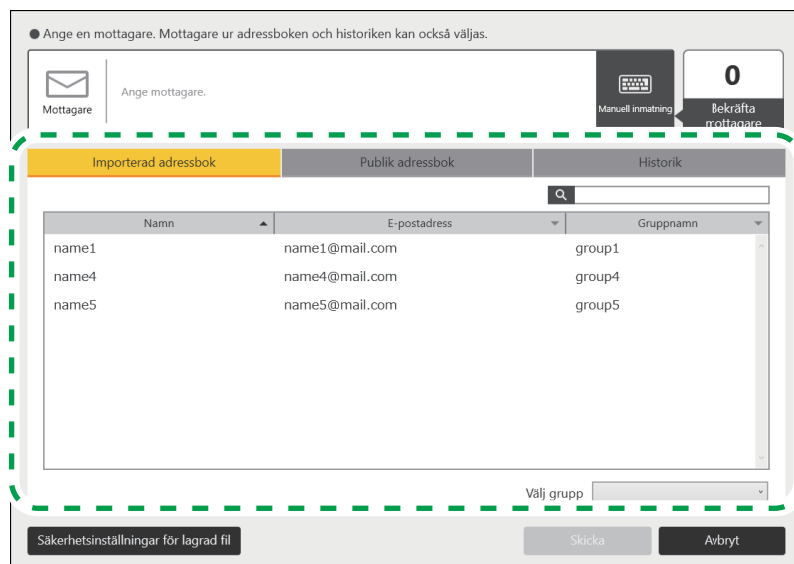 Ange en mottagare. Mottagare ur adressboken och historiken kan också väljas.
Mottagare
Ange mottagare.
Manuell inmatning
0
Bekräfta
mottagare
Importerad adressbok Publik adressbok Historik
Namn E-postadress Gruppnamn
name1 name1@mail.com group1
name4 name4@mail.com group4
name5 name5@mail.com group5
Välj grupp
Säkerhetsinställningar för lagrad fil Skicka Avbryt